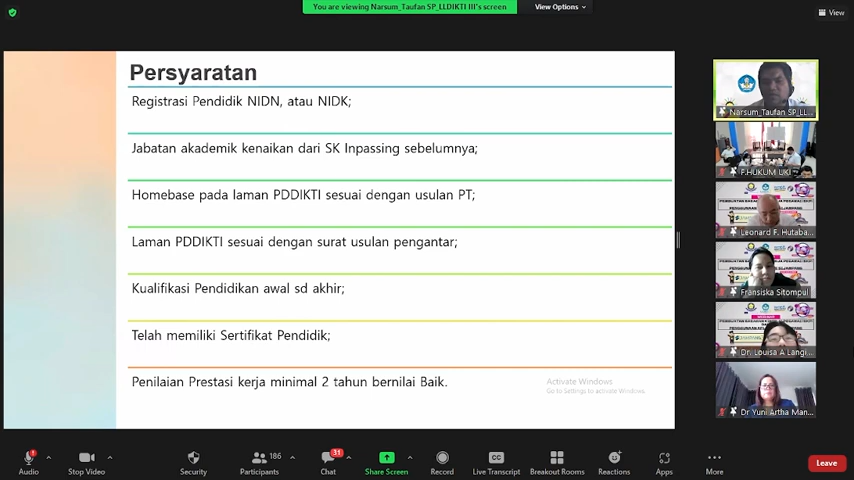 You are viewing Narsum_Taufan SP_LLDIKTI III's screen
View Options
View
Persyaratan
Registrasi Pendidik NIDN, atau NIDK;
Jabatan akademik kenaikan dari SK Inpassing sebelumnya;
Homebase pada laman PDDIKTI sesuai dengan usulan PT;
Laman PDDIKTI sesuai dengan surat usulan pengantar;
Kualifikasi Pendidikan awal sd akhir;
Telah memiliki Sertifikat Pendidik;
Penilaian Prestasi kerja minimal 2 tahun bernilai Baik.
Activate Windows
Go to Settings to activate Windows.
Narsum_Taufan SP_LL...
F.HUKUM UKI
Leonard F. Hutaba...
Fransiska Sitompul
Dr. Louisa A Langi...
Dr Yuni Artha Man...
Audio
Stop Video
Security
186
Participants
31
Chat
Share Screen
Record
CC
Live Transcript
Breakout Rooms
Reactions
Apps
More
Leave